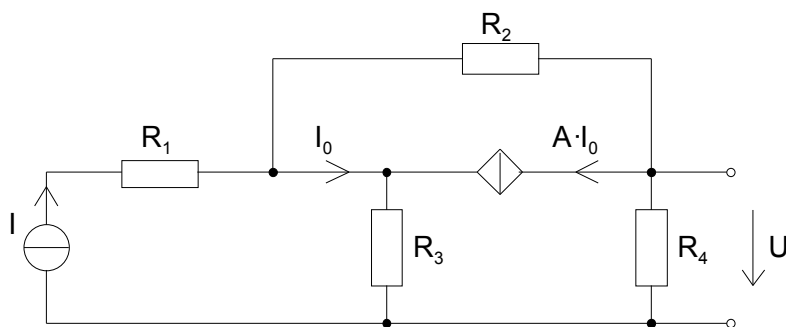 R₂
R₁
I₀
A·I₀
I
R₃
R₄
U